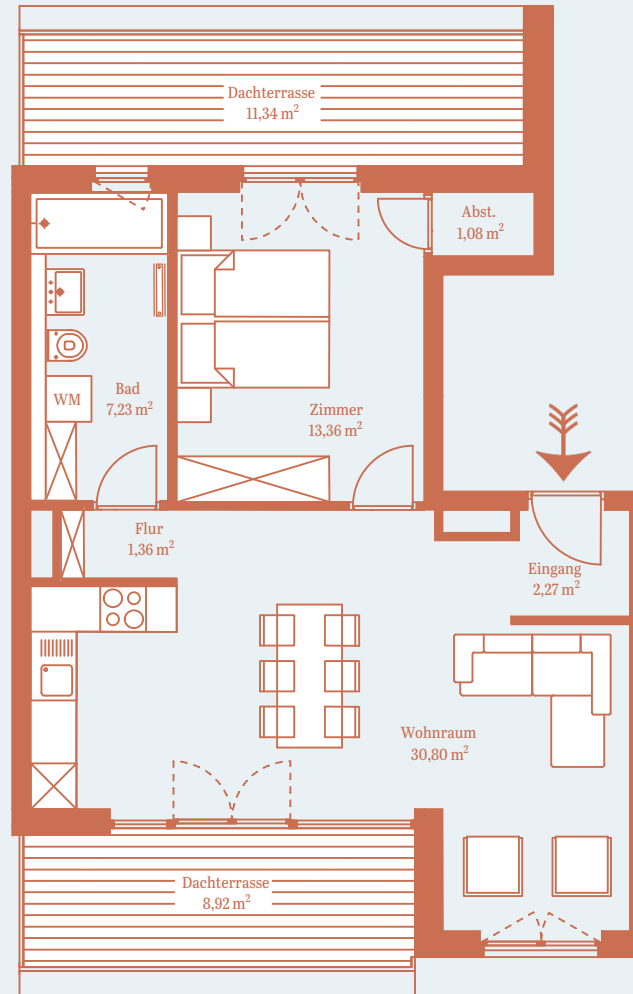 Dachterrasse
11,34 m²
Abst.
1,08 m²
WM
Bad
7,23 m²
Zimmer
13,36 m²
Flur
1,36 m²
Eingang
2,27 m²
Wohnraum
30,80 m²
Dachterrasse
8,92 m²